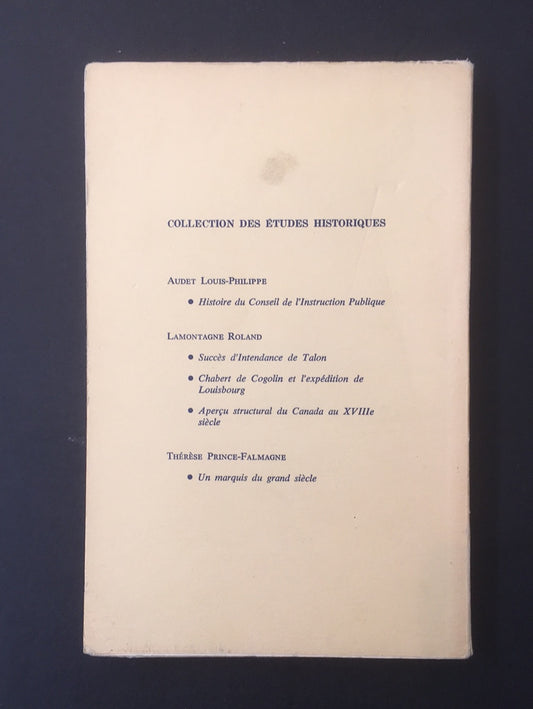 COLLECTION DES ÉTUDES HISTORIQUES
AUDET LOUIS-PHILIPPE
● Histoire du Conseil de l'Instruction Publique
LAMONTAGNE ROLAND
● Succès d'Intendance de Talon
● Chabert de Cogolin et l'expédition de
Louisbourg
● Aperçu structural du Canada au XVIIIe
siècle
THÉRÈSE PRINCE-FALMAGNE
● Un marquis du grand siècle